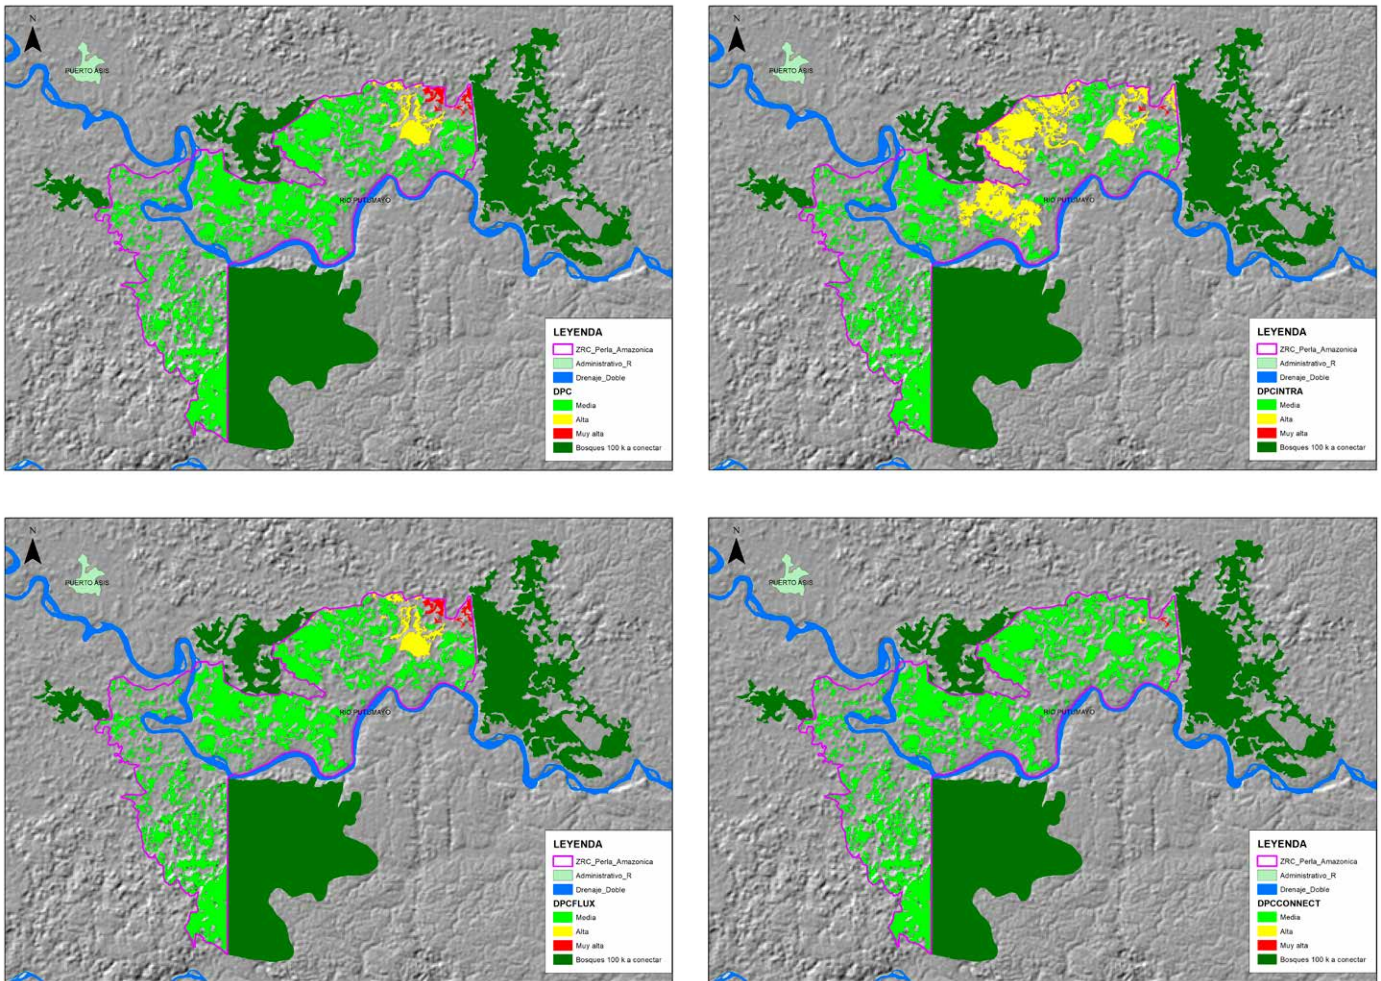 N
PUERTO ASIS
RIO PUTUMAYO
LEYENDA
ZRC_Perla_Amazonica
Administrativo_R
Drenaje_Doble
DPC
Media
Alta
Muy alta
Bosques 100 k a conectar
N
PUERTO ASIS
RIO PUTUMAYO
LEYENDA
ZRC_Perla_Amazonica
Administrativo_R
Drenaje_Doble
DPCINTRA
Media
Alta
Muy alta
Bosques 100 k a conectar
N
PUERTO ASIS
RIO PUTUMAYO
LEYENDA
ZRC_Perla_Amazonica
Administrativo_R
Drenaje_Doble
DPCFLUX
Media
Alta
Muy alta
Bosques 100 k a conectar
N
PUERTO ASIS
RIO PUTUMAYO
LEYENDA
ZRC_Perla_Amazonica
Administrativo_R
Drenaje_Doble
DPCCONNECT
Media
Alta
Muy alta
Bosques 100 k a conectar